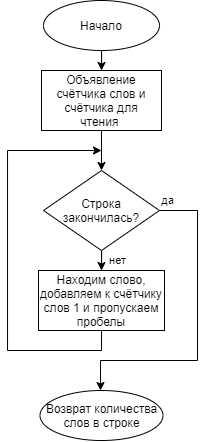 Начало
Объявление
счётчика слов и
счётчика для
чтения
Строка
закончилась?
да
нет
Находим слово,
добавляем к счётчику
слов 1 и пропускаем
пробелы
Возврат количества
слов в строке